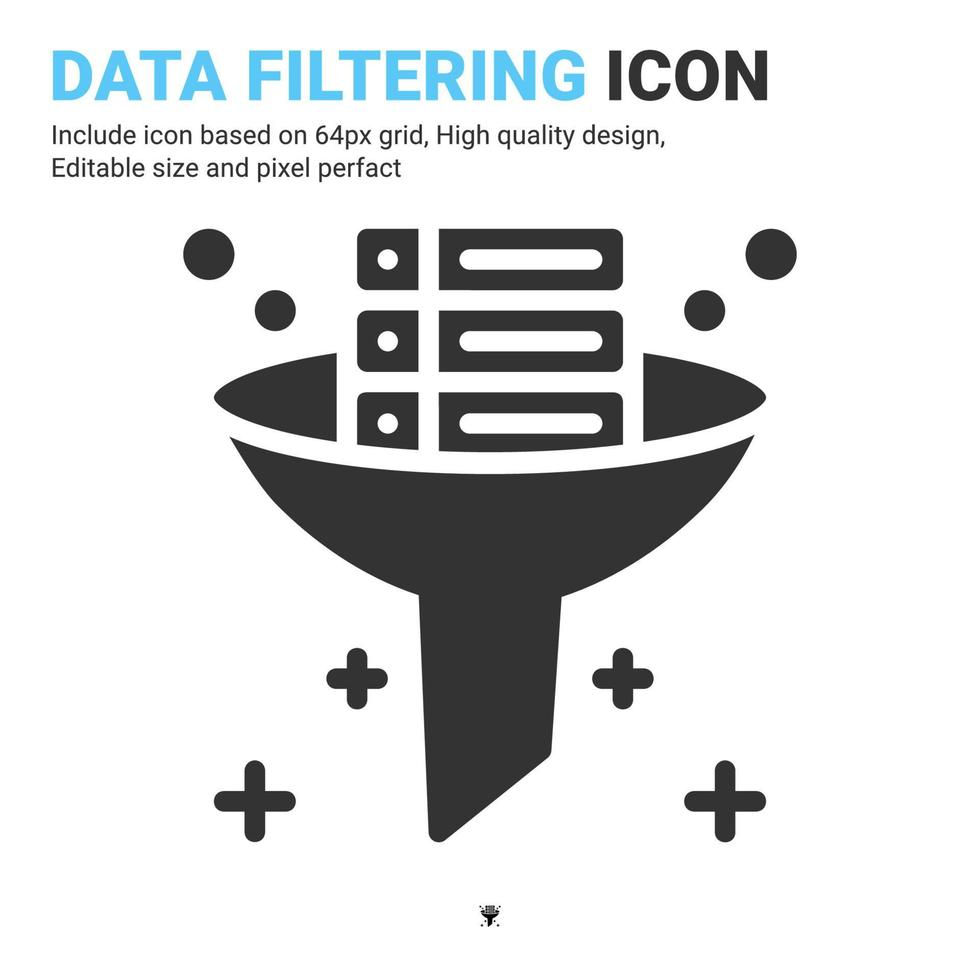 DATA FILTERING ICON
Include icon based on 64px grid, High quality design,
Editable size and pixel perfact